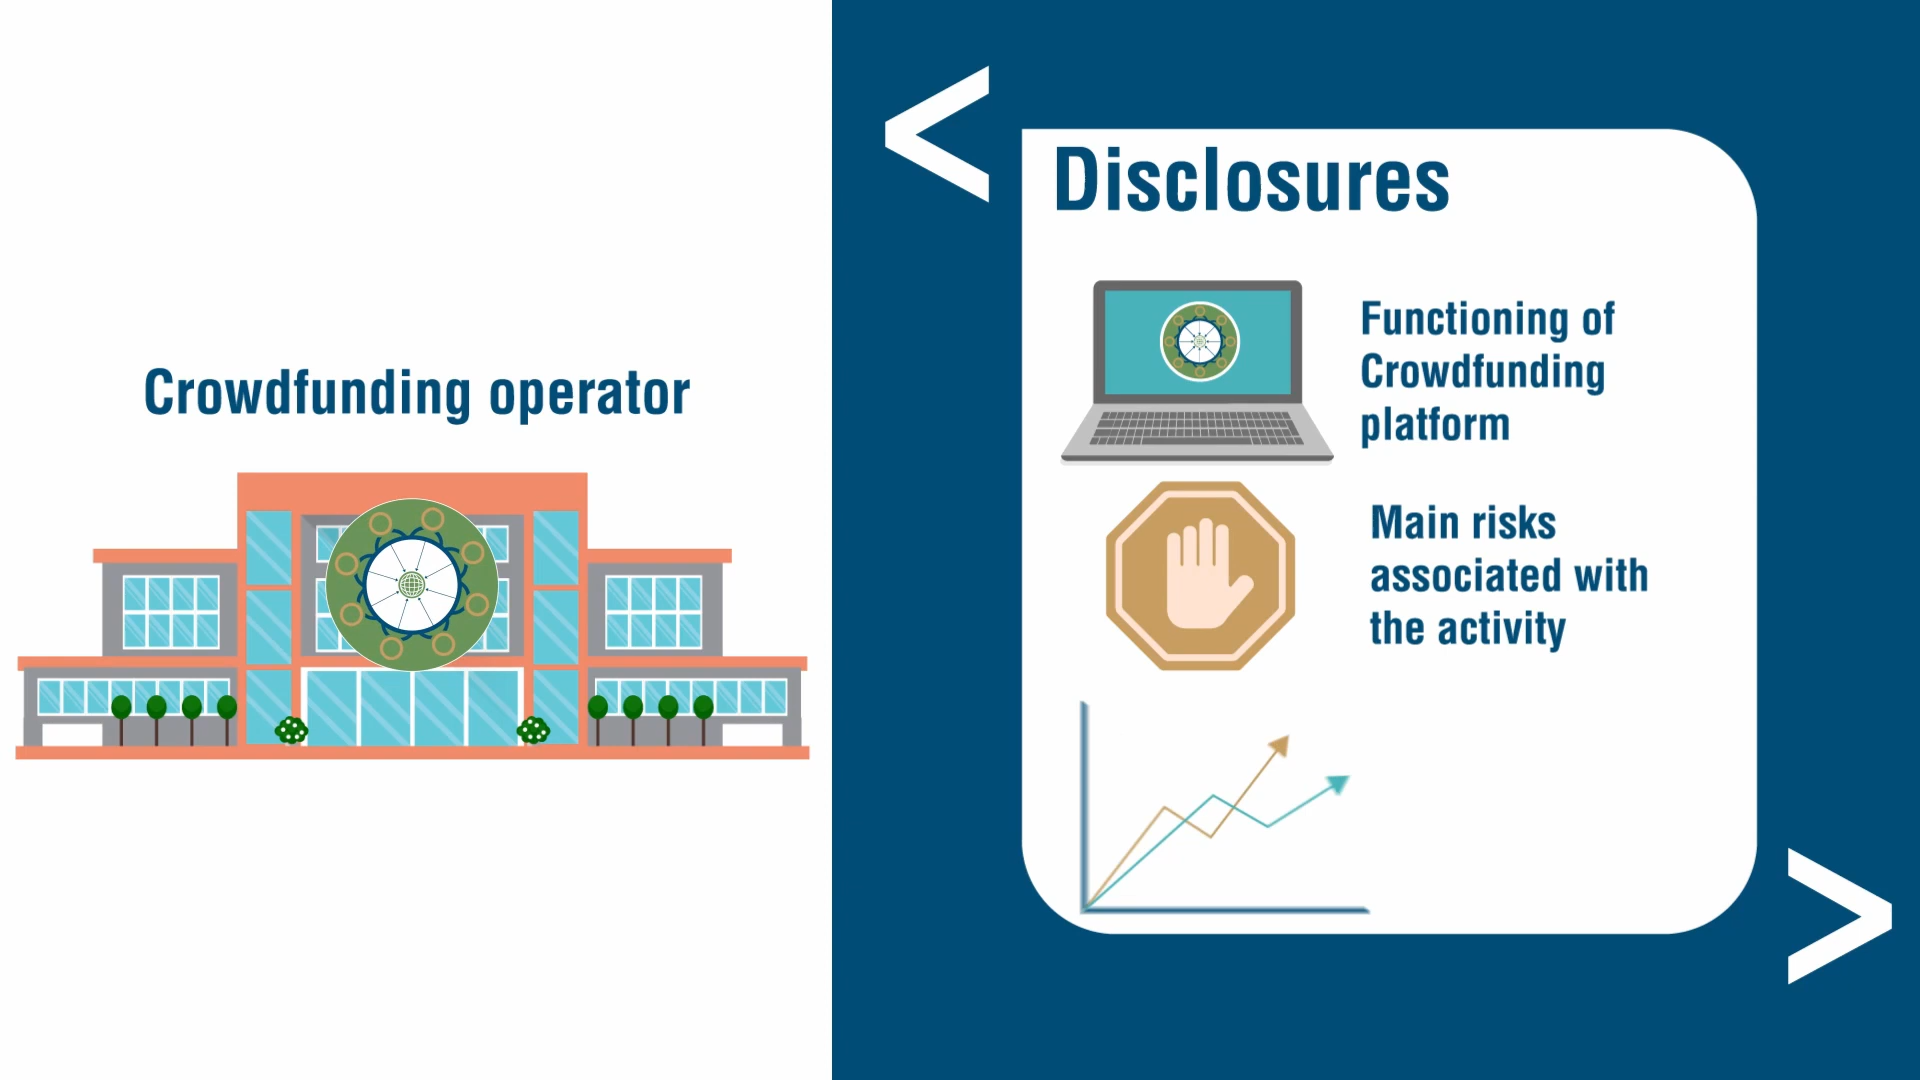 Crowdfunding operator
Disclosures
Functioning of
Crowdfunding
platform
Main risks
associated with
the activity